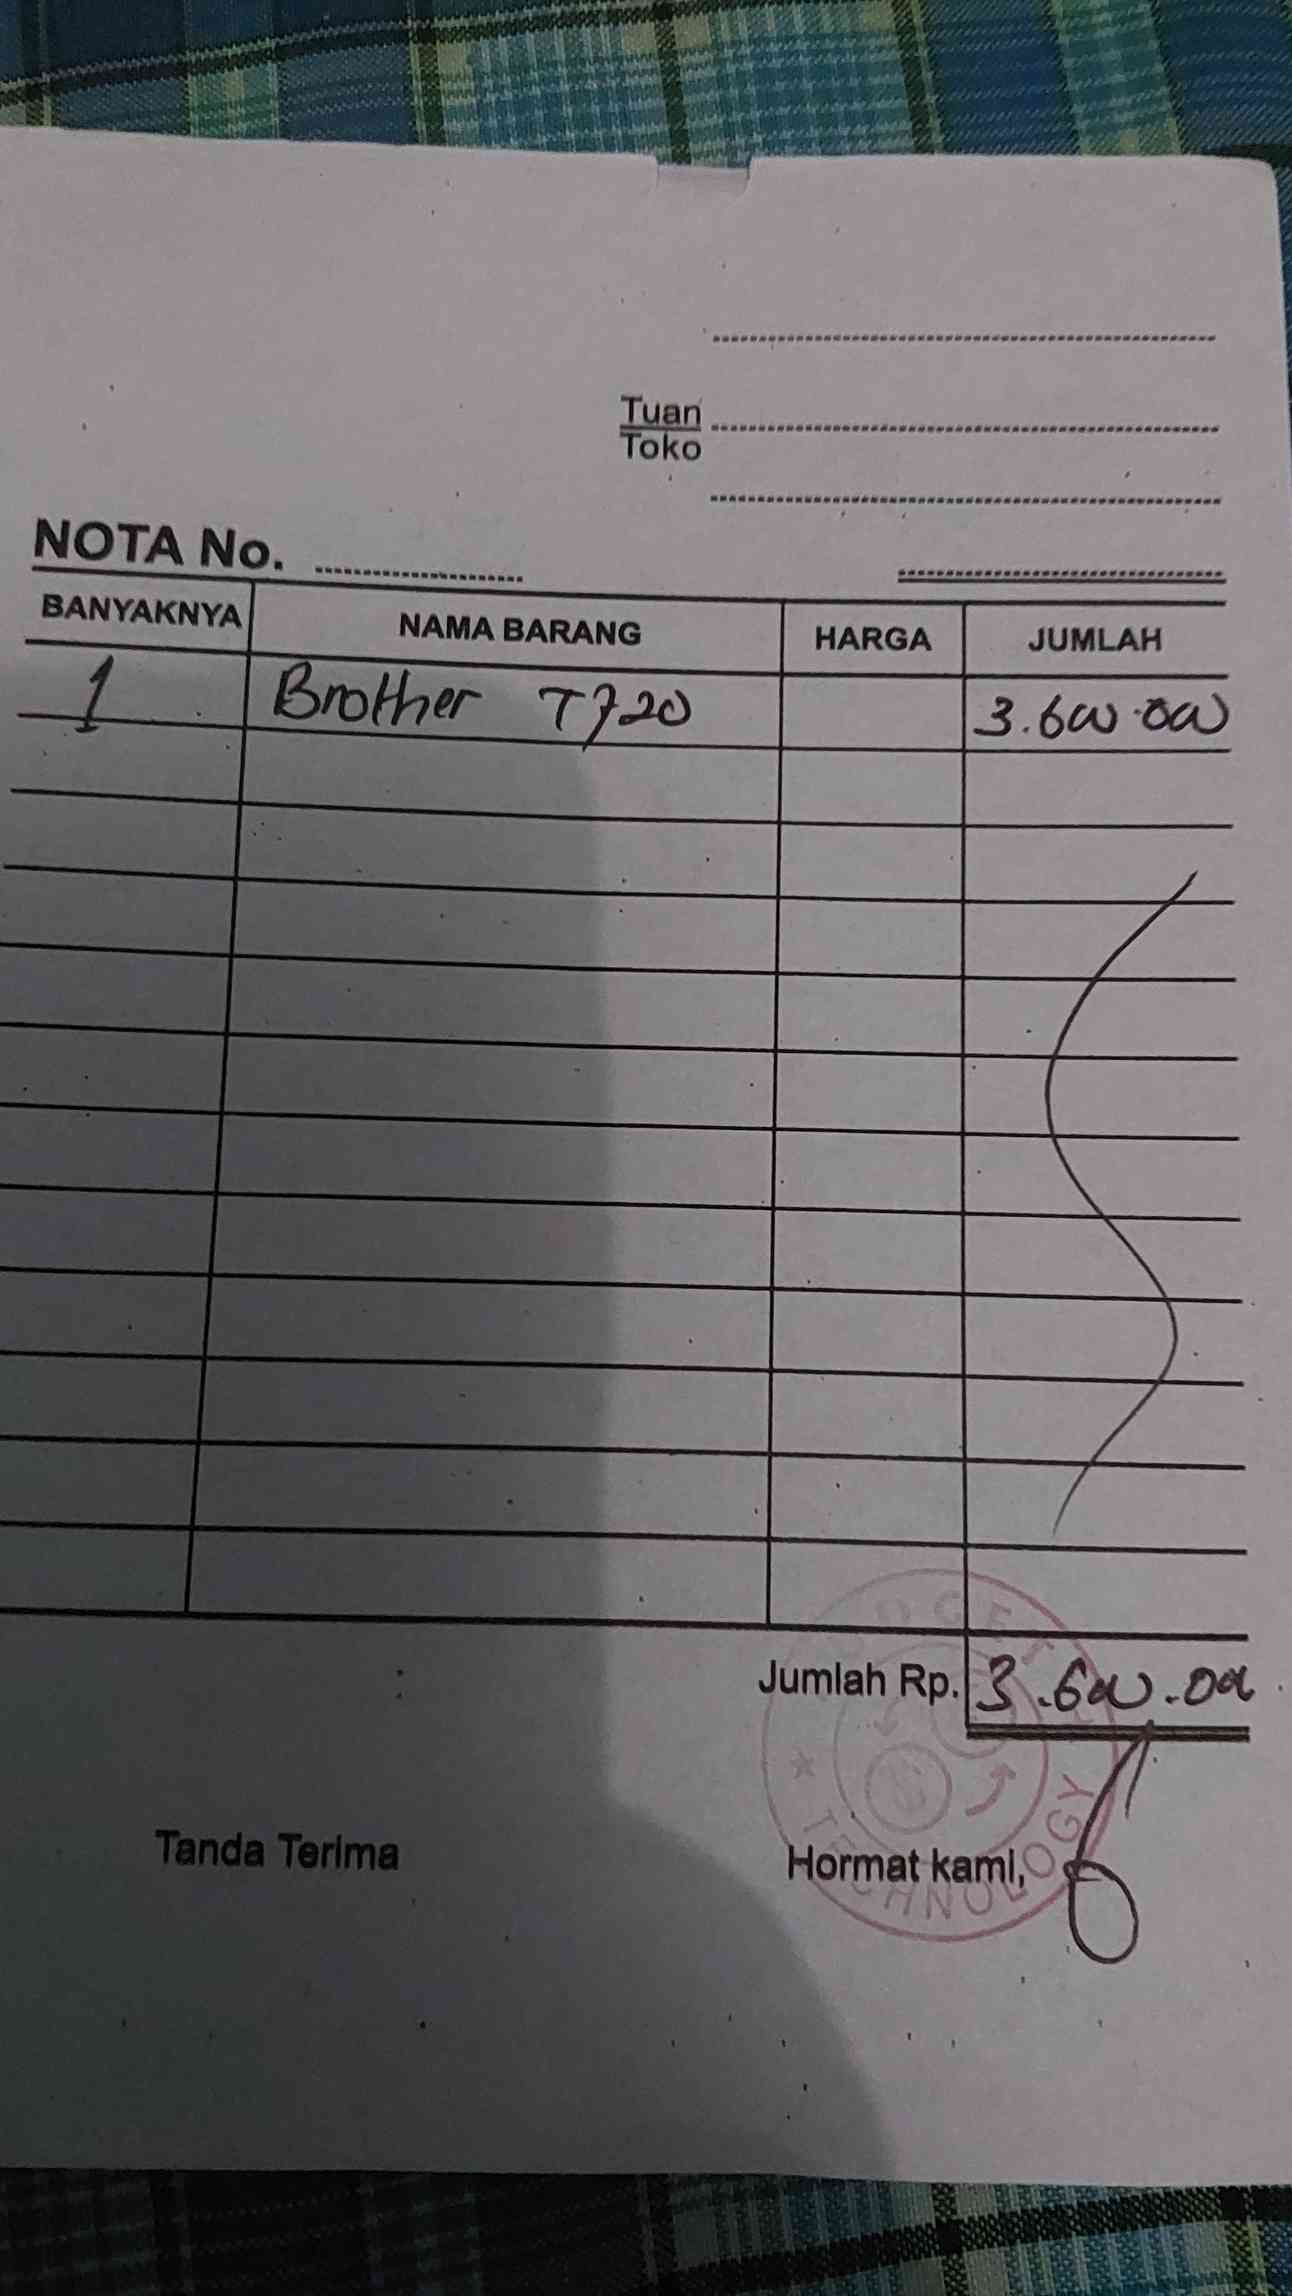 Tuan
Toko
NOTA No.
BANYAKNYA NAMA BARANG HARGA JUMLAH
1 Brother T720 3.600.000
Jumlah Rp. 3.600.000
Tanda Terima Hormat kami,
TECHNOLOGY